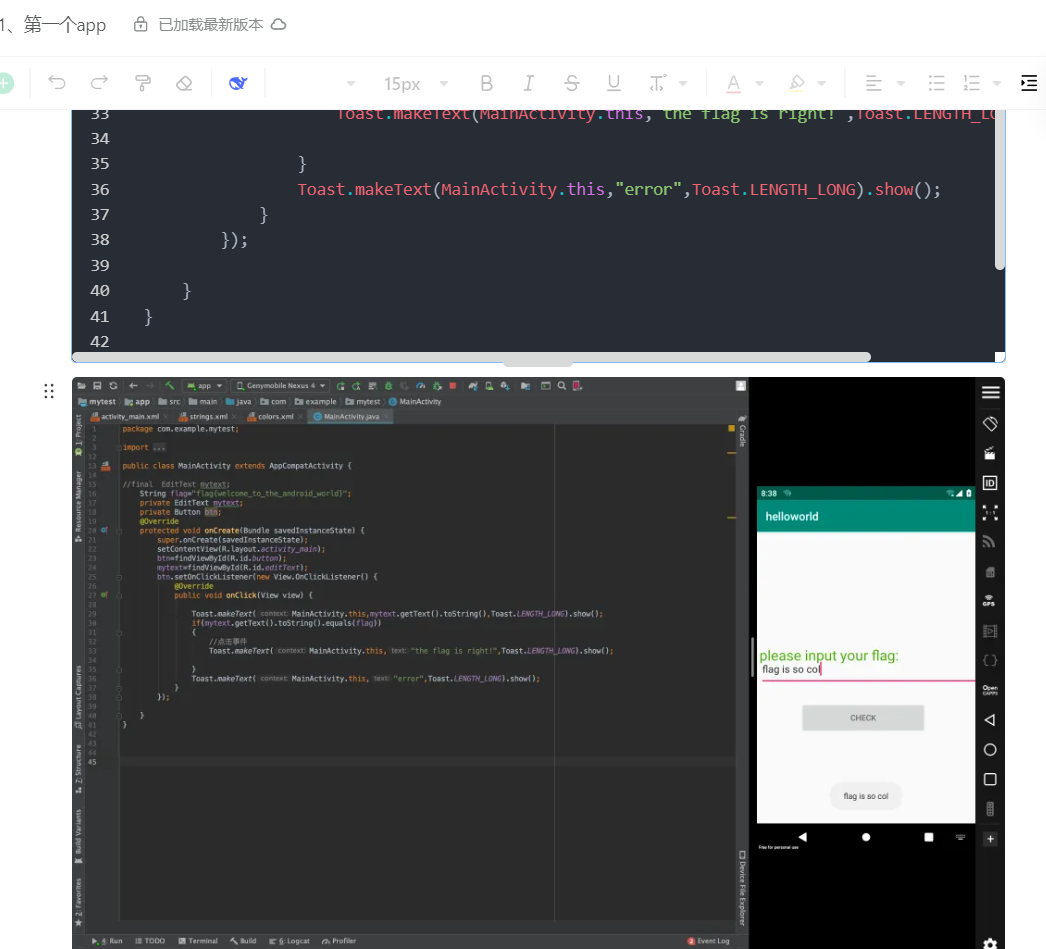 1、第一个app 已加载最新版本
15px B I S U T A
33 Toast.makeText(MainActivity.this,"the flag is right!",Toast.LENGTH_LO
34
35 }
36 Toast.makeText(MainActivity.this,"error",Toast.LENGTH_LONG).show();
37 }
38 });
39
40 }
41 }
42
app Genymobile Nexus 4
mytest app src main java com example mytest MainActivity
activity_main.xml strings.xml colors.xml MainActivity.java
1: Project
Resource Manager
Layout Captures
Z: Structure
Build Variants
2: Favorites
1 package com.example.mytest;
2
3 import ...
12
13 public class MainActivity extends AppCompatActivity {
14
15 //final EditText mytext;
16 String flag="flag{welcome_to_the_android_world}";
17 private EditText mytext;
18 private Button btn;
19 @Override
20 protected void onCreate(Bundle savedInstanceState) {
21 super.onCreate(savedInstanceState);
22 setContentView(R.layout.activity_main);
23 btn=findViewById(R.id.button);
24 mytext=findViewById(R.id.editText);
25 btn.setOnClickListener(new View.OnClickListener() {
26 @Override
27 public void onClick(View view) {
28
29 Toast.makeText( context: MainActivity.this,mytext.getText().toString(),Toast.LENGTH_LONG).show();
30 if(mytext.getText().toString().equals(flag))
31 {
32 //点击事件
33 Toast.makeText( context: MainActivity.this, text: "the flag is right!",Toast.LENGTH_LONG).show();
34
35 }
36 Toast.makeText( context: MainActivity.this, text: "error",Toast.LENGTH_LONG).show();
37 }
38 });
39
40 }
41 }
42
43
44
45
Gradle
Device File Explorer
4: Run TODO Terminal Build 6: Logcat Profiler Event Log
8:38
helloworld
please input your flag:
flag is so col
CHECK
flag is so col
Free for personal use
ID
1:1
GPS
Open
GAPPS